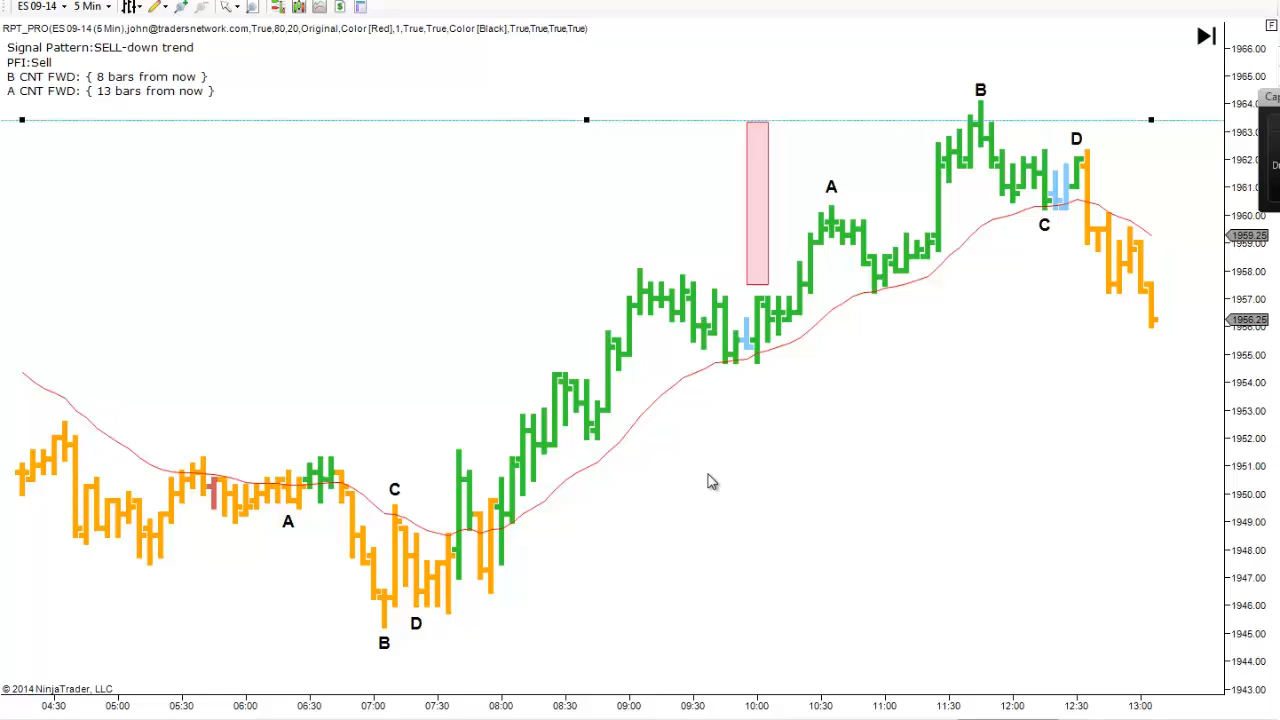 ES 09-14 5 Min
F
RPT_PRO(ES 09-14 (5 Min),john@tradersnetwork.com,True,80,20,Original,Color [Red],1,True,True,Color [Black],True,True,True,True)
Signal Pattern:SELL-down trend
PFI:Sell
B CNT FWD: { 8 bars from now }
A CNT FWD: { 13 bars from now }
1966.00
1965.00
1964.00
1963.00
1962.00
1961.00
1960.00
1959.25
1959.00
1958.00
1957.00
1956.25
1956.00
1955.00
1954.00
1953.00
1952.00
1951.00
1950.00
1949.00
1948.00
1947.00
1946.00
1945.00
1944.00
1943.00
B
D
A
C
C
A
D
B
© 2014 NinjaTrader, LLC
04:30 05:00 05:30 06:00 06:30 07:00 07:30 08:00 08:30 09:00 09:30 10:00 10:30 11:00 11:30 12:00 12:30 13:00